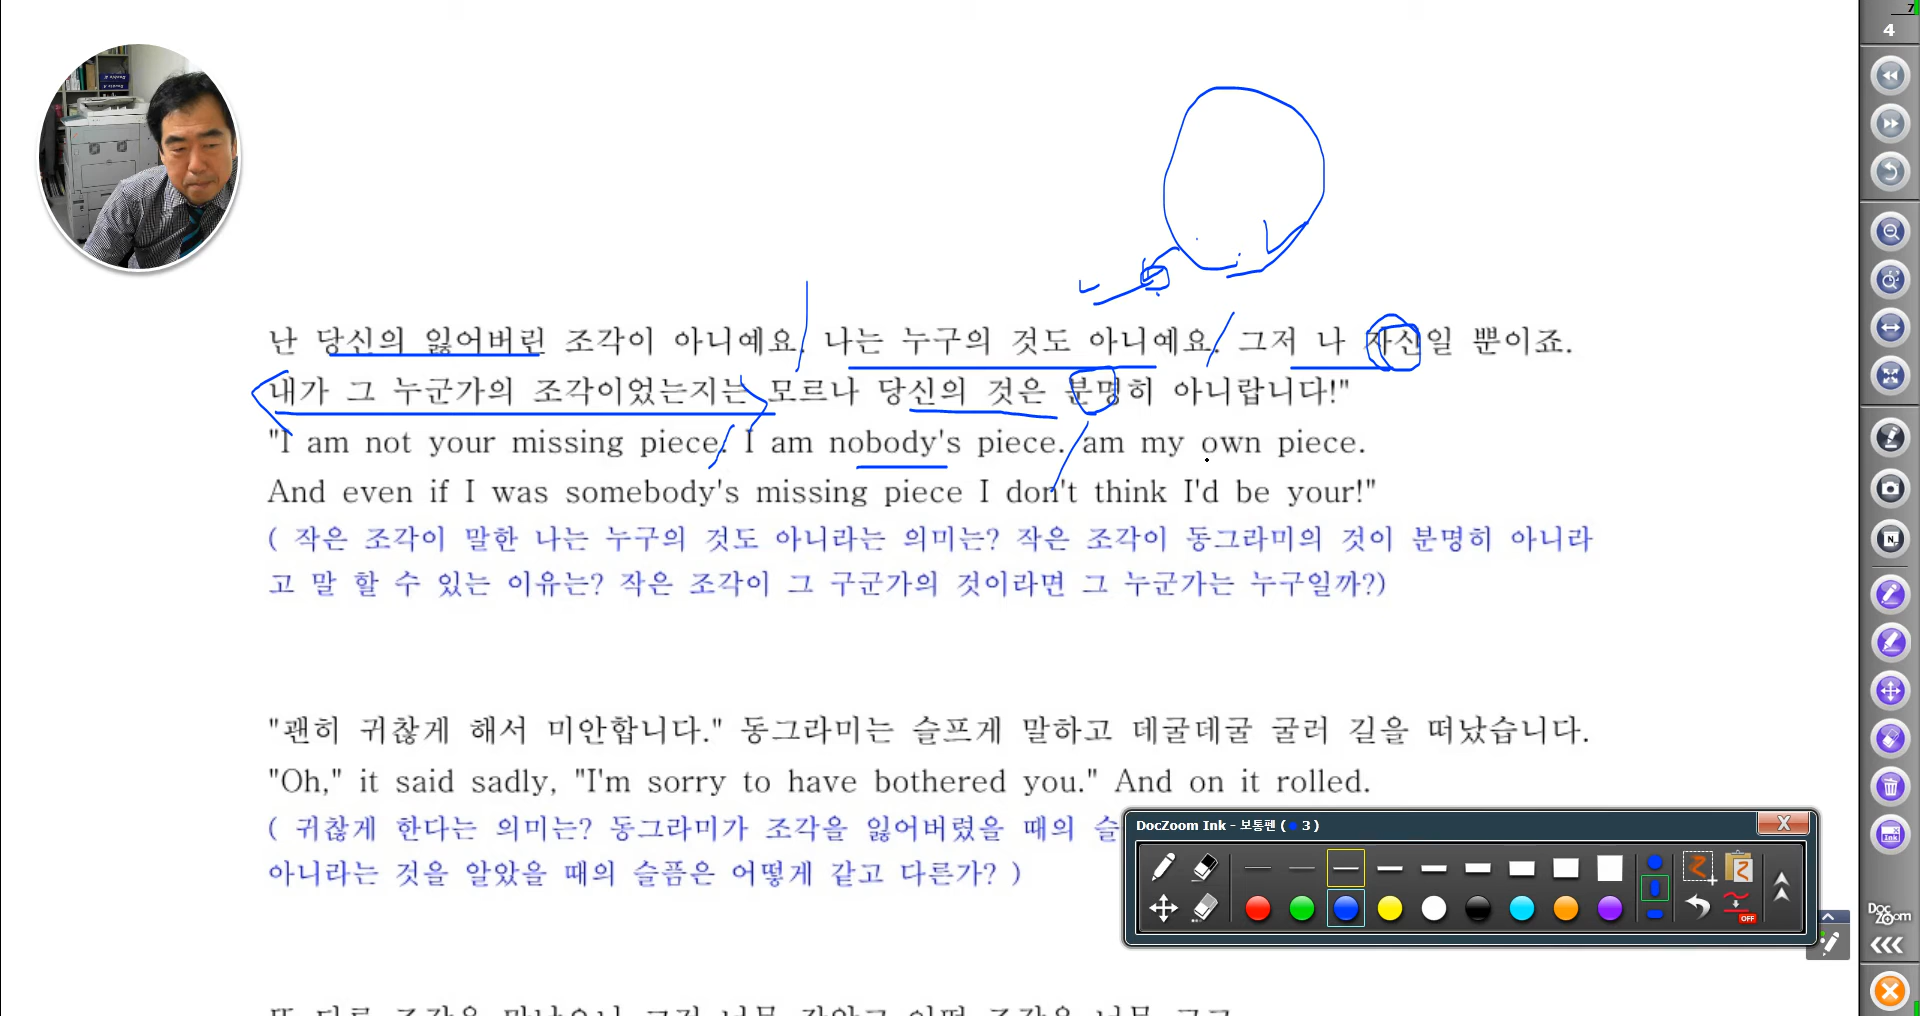 7
4
난 당신의 잃어버린 조각이 아니예요. 나는 누구의 것도 아니예요. 그저 나 자신일 뿐이죠.
내가 그 누군가의 조각이었는지는 모르나 당신의 것은 분명히 아니랍니다!"
"I am not your missing piece. I am nobody's piece. am my own piece.
And even if I was somebody's missing piece I don't think I'd be your!"
( 작은 조각이 말한 나는 누구의 것도 아니라는 의미는? 작은 조각이 동그라미의 것이 분명히 아니라
고 말 할 수 있는 이유는? 작은 조각이 그 구군가의 것이라면 그 누군가는 누구일까?)
"괜히 귀찮게 해서 미안합니다." 동그라미는 슬프게 말하고 데굴데굴 굴러 길을 떠났습니다.
"Oh," it said sadly, "I'm sorry to have bothered you." And on it rolled.
( 귀찮게 한다는 의미는? 동그라미가 조각을 잃어버렸을 때의 슬
아니라는 것을 알았을 때의 슬픔은 어떻게 같고 다른가? )
DocZoom Ink - 보통펜 ( 3 )
OFF
Doc
Zoom
Ink
N